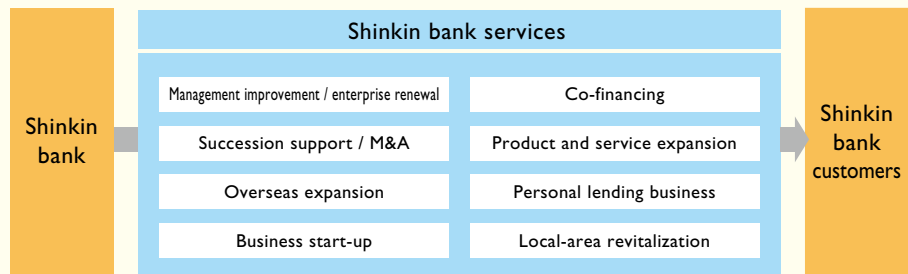 Shinkin bank services
Shinkin
bank
Management improvement / enterprise renewal
Co-financing
Succession support / M&A
Product and service expansion
Overseas expansion
Personal lending business
Business start-up
Local-area revitalization
Shinkin
bank
customers